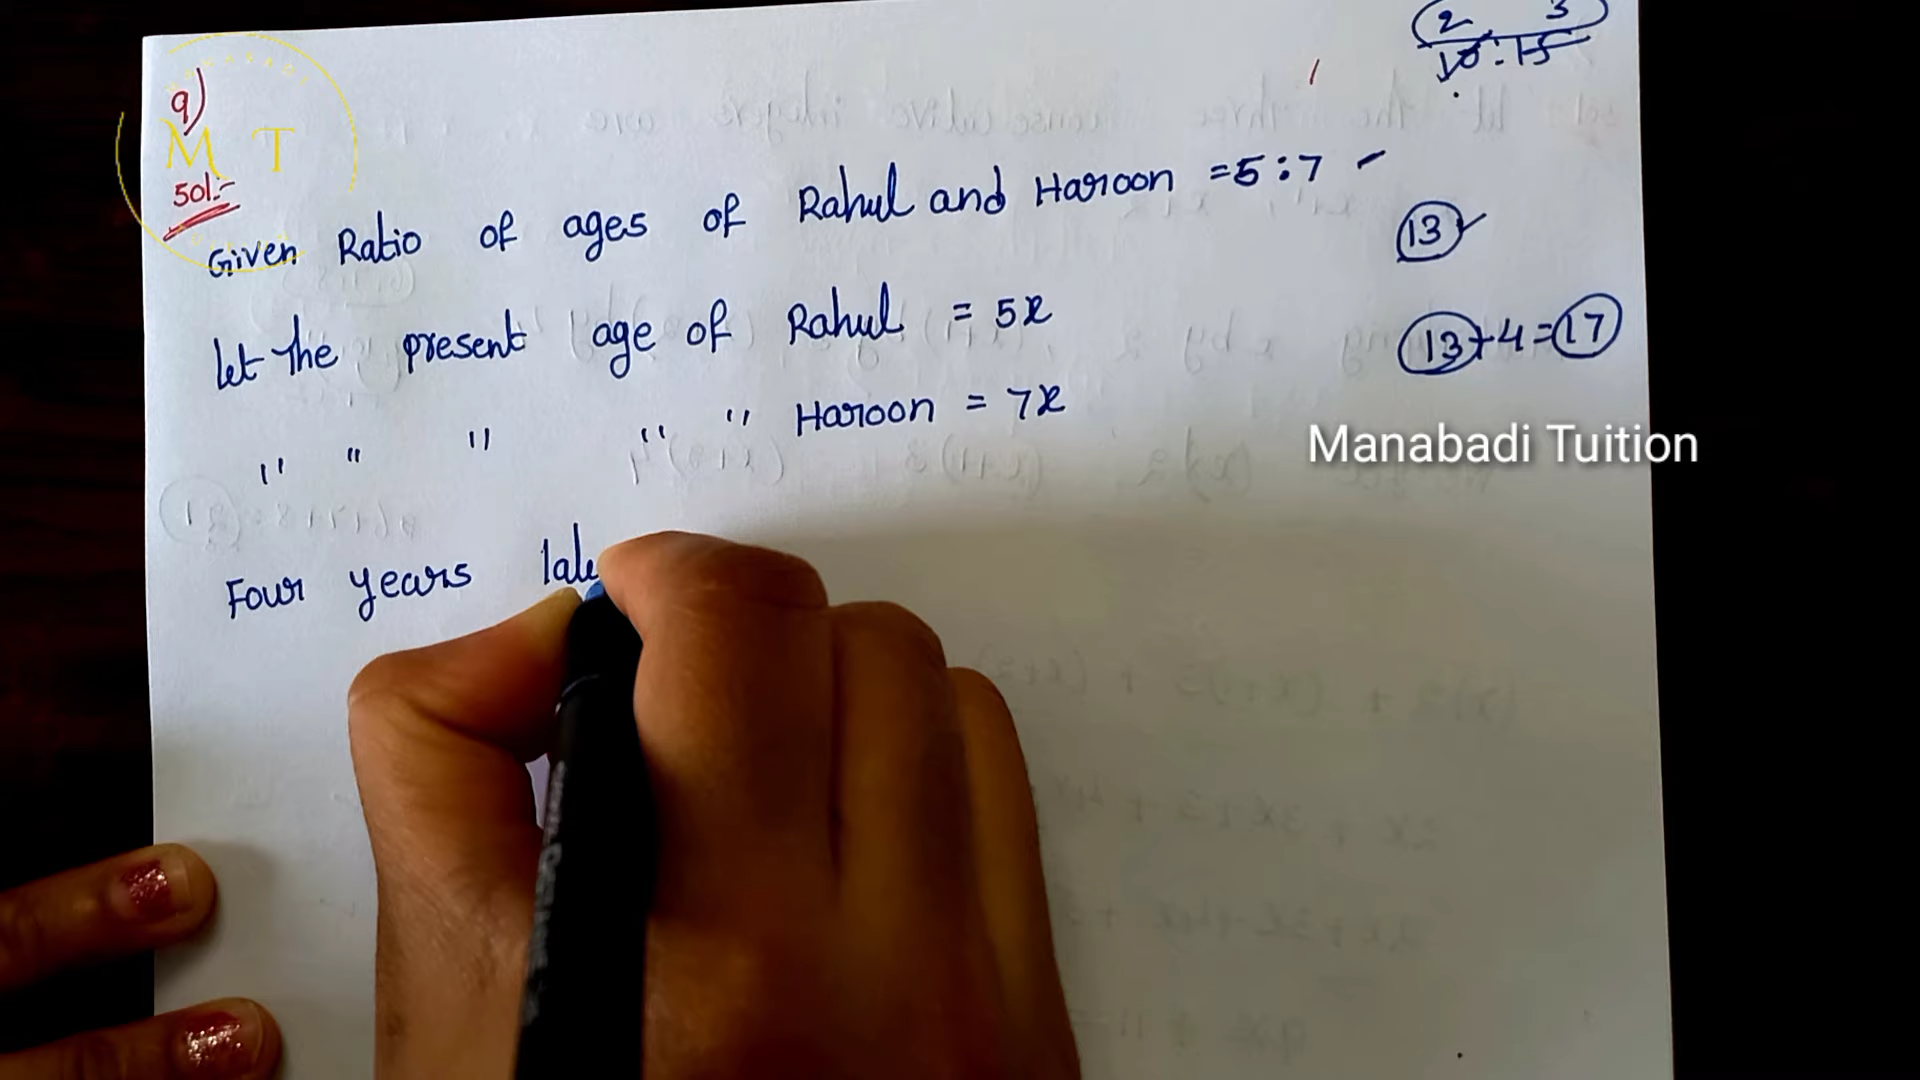 2 3
10:15
9)
M T
Sol:-
Given Ratio of ages of Rahul and Haroon = 5:7
13
let the present age of Rahul = 5x
13+4=17
" " " " " Haroon = 7x
Manabadi Tuition
Four years late